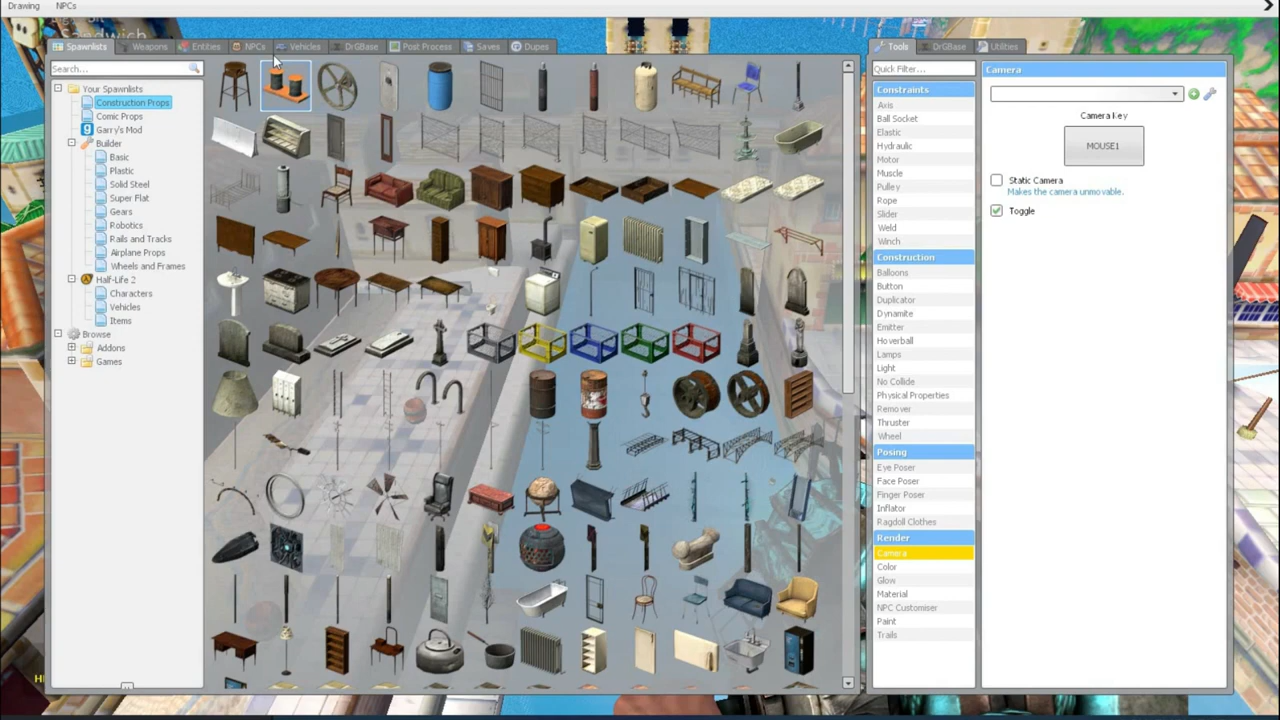 Drawing NPCs
Sandwich
Spawnlists Weapons Entities NPCs Vehicles DrGBase Post Process Saves Dupes
Search...
Your Spawnlists
Construction Props
Comic Props
Garry's Mod
Builder
Basic
Plastic
Solid Steel
Super Flat
Gears
Robotics
Rails and Tracks
Airplane Props
Wheels and Frames
Half-Life 2
Characters
Vehicles
Items
Browse
Addons
Games
Tools DrGBase Utilities
Quick Filter...
Constraints
Axis
Ball Socket
Elastic
Hydraulic
Motor
Muscle
Pulley
Rope
Slider
Weld
Winch
Construction
Balloons
Button
Duplicator
Dynamite
Emitter
Hoverball
Lamps
Light
No Collide
Physical Properties
Remover
Thruster
Wheel
Posing
Eye Poser
Face Poser
Finger Poser
Inflator
Ragdoll Clothes
Render
Camera
Color
Glow
Material
NPC Customiser
Paint
Trails
Camera
Camera Key
MOUSE1
Static Camera
Makes the camera unmovable.
Toggle